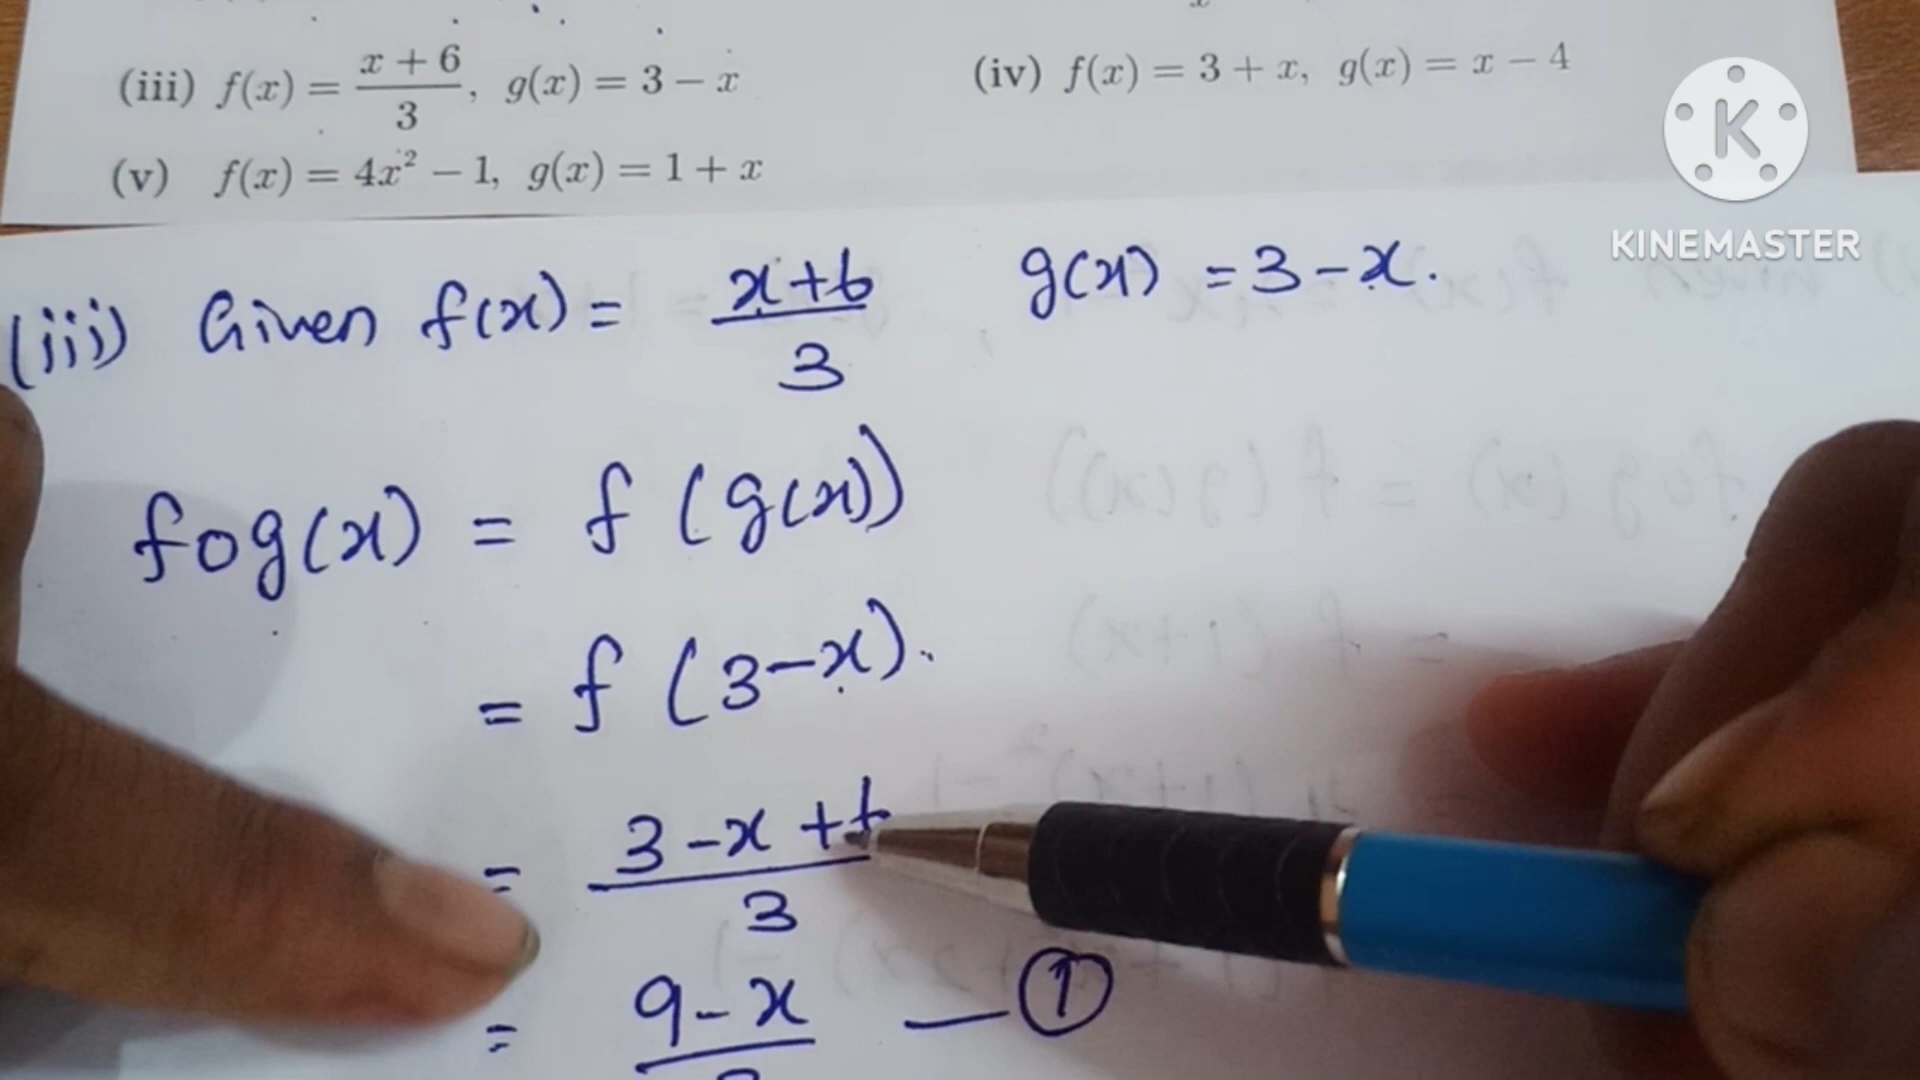 (iii) f(x) = (x + 6)/3, g(x) = 3 − x
(iv) f(x) = 3 + x, g(x) = x − 4
(v) f(x) = 4x² − 1, g(x) = 1 + x
K
KINEMASTER
(iii) Given f(x) = (x+6)/3 g(x) = 3-x.
fog(x) = f (g(x))
= f (3-x).
= (3-x+6)/3
= (9-x)/3 — ①